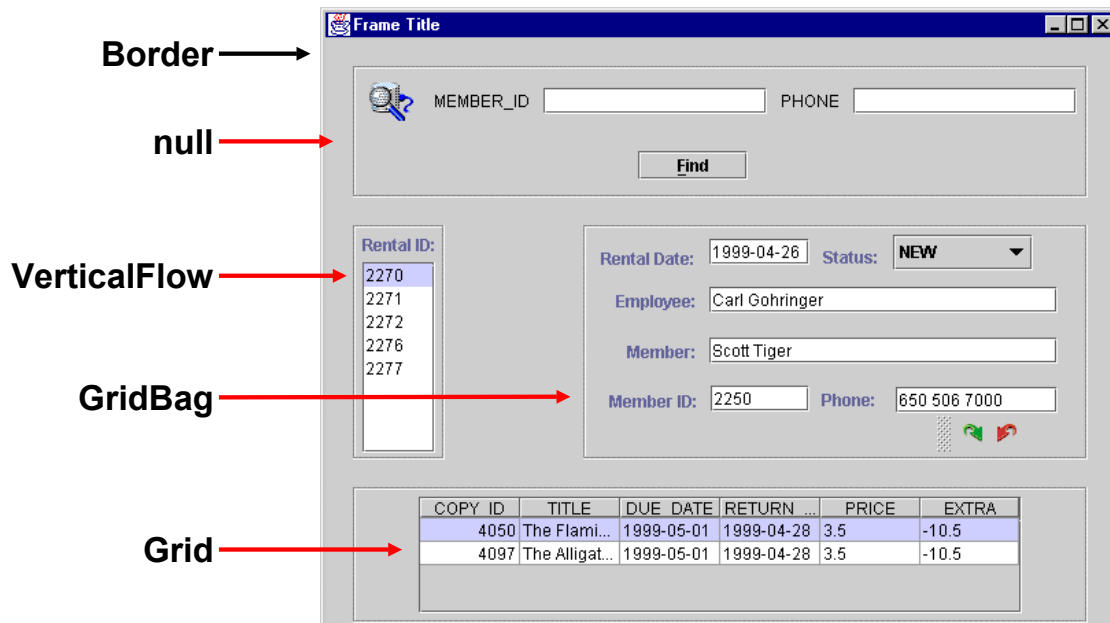 Frame Title
Border
MEMBER_ID PHONE
null
Find
Rental ID:
2270
2271
2272
2276
2277
VerticalFlow
Rental Date: 1999-04-26 Status: NEW
Employee: Carl Gohringer
Member: Scott Tiger
GridBag
Member ID: 2250 Phone: 650 506 7000
COPY_ID TITLE DUE_DATE RETURN ... PRICE EXTRA
4050 The Flami... 1999-05-01 1999-04-28 3.5 -10.5
Grid
4097 The Alligat... 1999-05-01 1999-04-28 3.5 -10.5